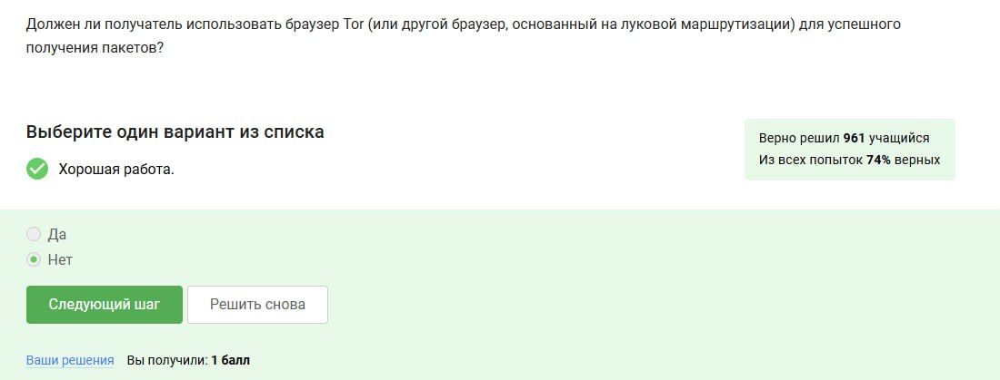 Должен ли получатель использовать браузер Tor (или другой браузер, основанный на луковой маршрутизации) для успешного
получения пакетов?
Выберите один вариант из списка
Хорошая работа.
Верно решил 961 учащийся
Из всех попыток 74% верных
Да
Нет
Следующий шаг
Решить снова
Ваши решения Вы получили: 1 балл